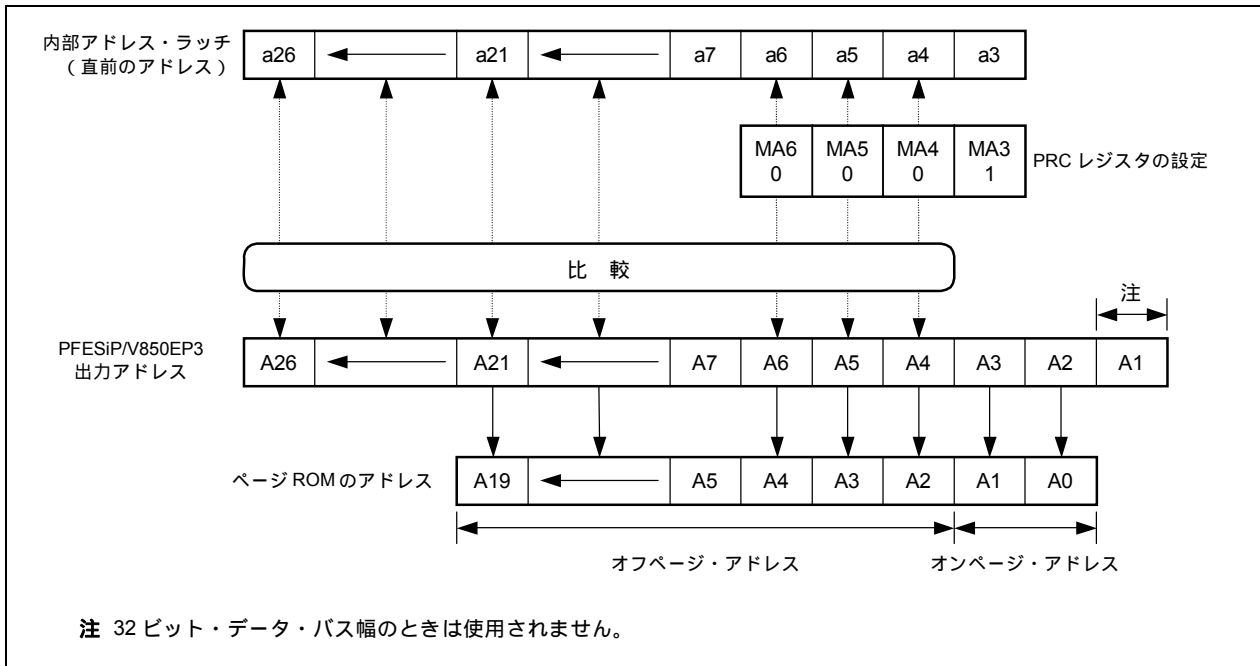 内部アドレス・ラッチ
（直前のアドレス）
a26 a21 a7 a6 a5 a4 a3
MA6 MA5 MA4 MA3
0 0 0 1
PRC レジスタの設定
比 較
注
PFESiP/V850EP3
出力アドレス
A26 A21 A7 A6 A5 A4 A3 A2 A1
ページ ROM のアドレス
A19 A5 A4 A3 A2 A1 A0
オフページ・アドレス オンページ・アドレス
注 32 ビット・データ・バス幅のときは使用されません。